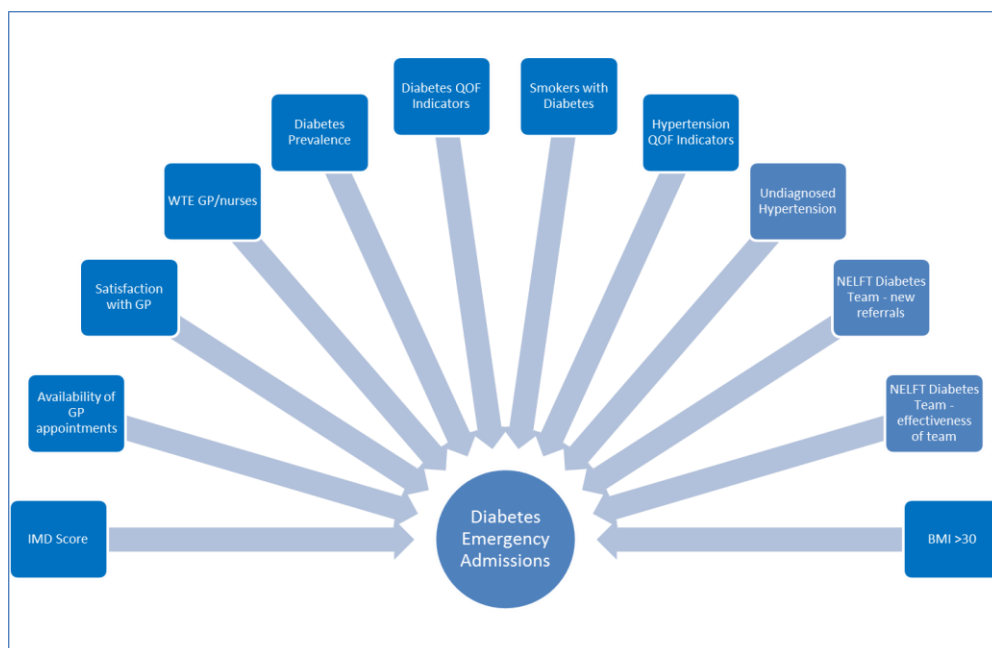 Diabetes QOF
Indicators
Smokers with
Diabetes
Diabetes
Prevalence
Hypertension
QOF Indicators
WTE GP/nurses
Undiagnosed
Hypertension
Satisfaction
with GP
NELFT Diabetes
Team - new
referrals
Availability of
GP
appointments
NELFT Diabetes
Team -
effectiveness
of team
IMD Score
Diabetes
Emergency
Admissions
BMI >30